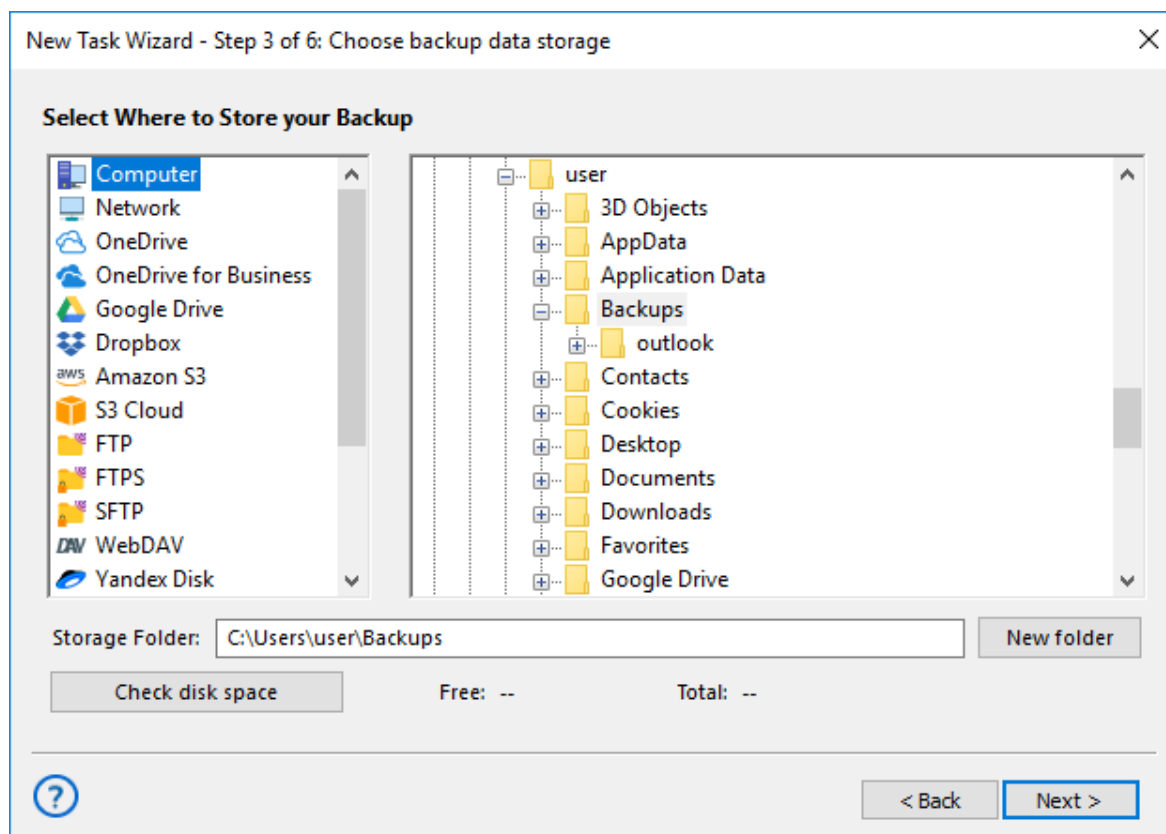 New Task Wizard - Step 3 of 6: Choose backup data storage
Select Where to Store your Backup
Computer
Network
OneDrive
OneDrive for Business
Google Drive
Dropbox
aws Amazon S3
S3 Cloud
FTP
FTPS
SFTP
DAV WebDAV
Yandex Disk
user
3D Objects
AppData
Application Data
Backups
outlook
Contacts
Cookies
Desktop
Documents
Downloads
Favorites
Google Drive
Storage Folder: C:\Users\user\Backups New folder
Check disk space Free: -- Total: --
? < Back Next >